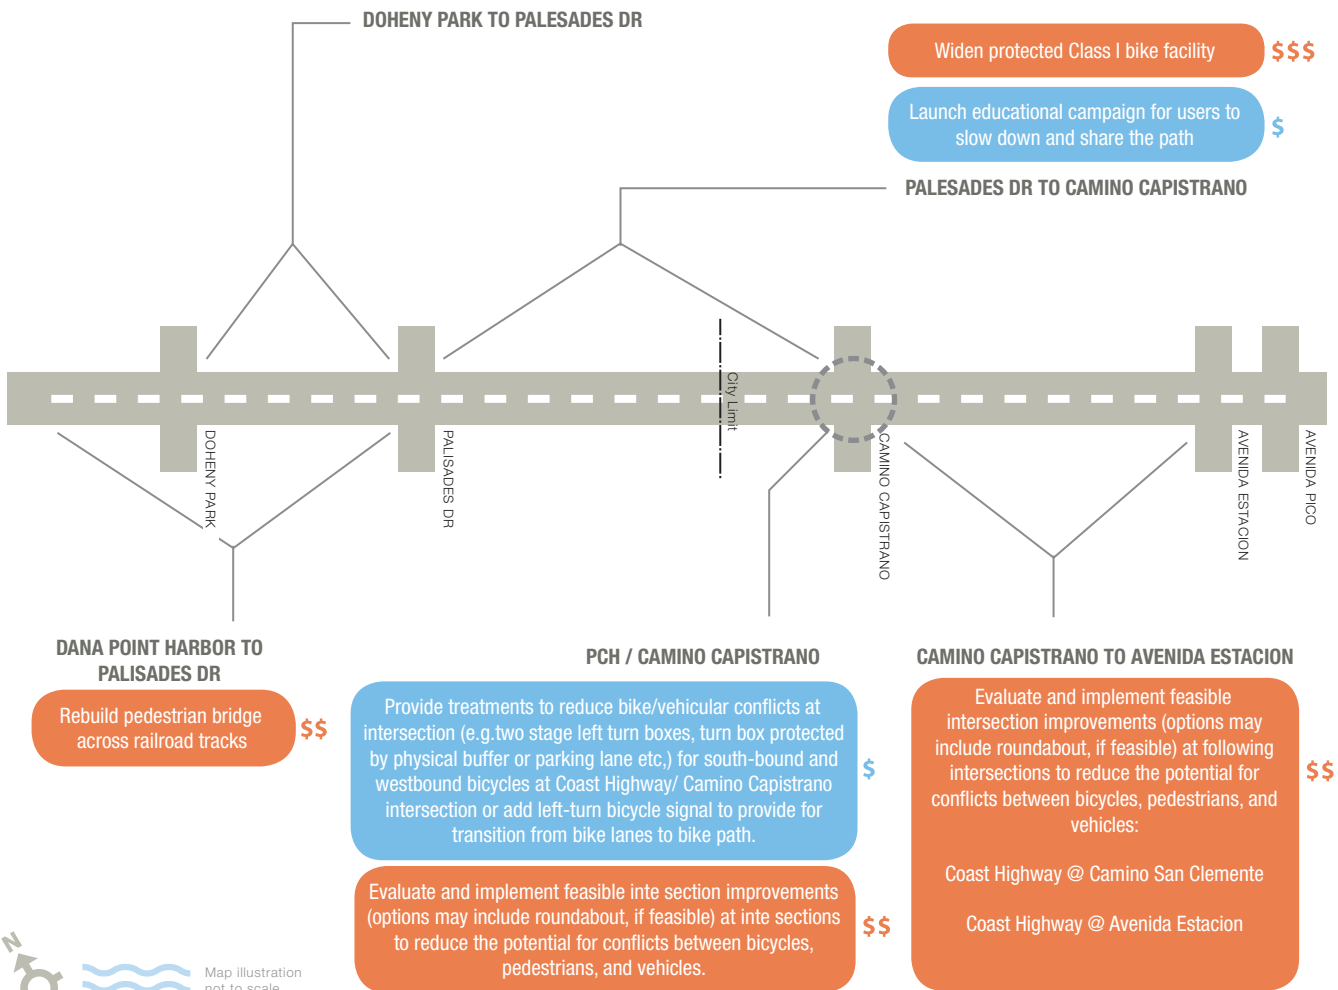 DOHENY PARK TO PALESADES DR
Widen protected Class I bike facility
$$$
Launch educational campaign for users to
slow down and share the path
$
PALESADES DR TO CAMINO CAPISTRANO
City Limit
DOHENY PARK
PALISADES DR
CAMINO CAPISTRANO
AVENIDA ESTACION
AVENIDA PICO
DANA POINT HARBOR TO
PALISADES DR
Rebuild pedestrian bridge
across railroad tracks
$$
PCH / CAMINO CAPISTRANO
Provide treatments to reduce bike/vehicular conflicts at
intersection (e.g.two stage left turn boxes, turn box protected
by physical buffer or parking lane etc,) for south-bound and
westbound bicycles at Coast Highway/ Camino Capistrano
intersection or add left-turn bicycle signal to provide for
transition from bike lanes to bike path.
$
Evaluate and implement feasible inte section improvements
(options may include roundabout, if feasible) at inte sections
to reduce the potential for conflicts between bicycles,
pedestrians, and vehicles.
$$
CAMINO CAPISTRANO TO AVENIDA ESTACION
Evaluate and implement feasible
intersection improvements (options may
include roundabout, if feasible) at following
intersections to reduce the potential for
conflicts between bicycles, pedestrians, and
vehicles:
Coast Highway @ Camino San Clemente
Coast Highway @ Avenida Estacion
$$
N
Map illustration
not to scale